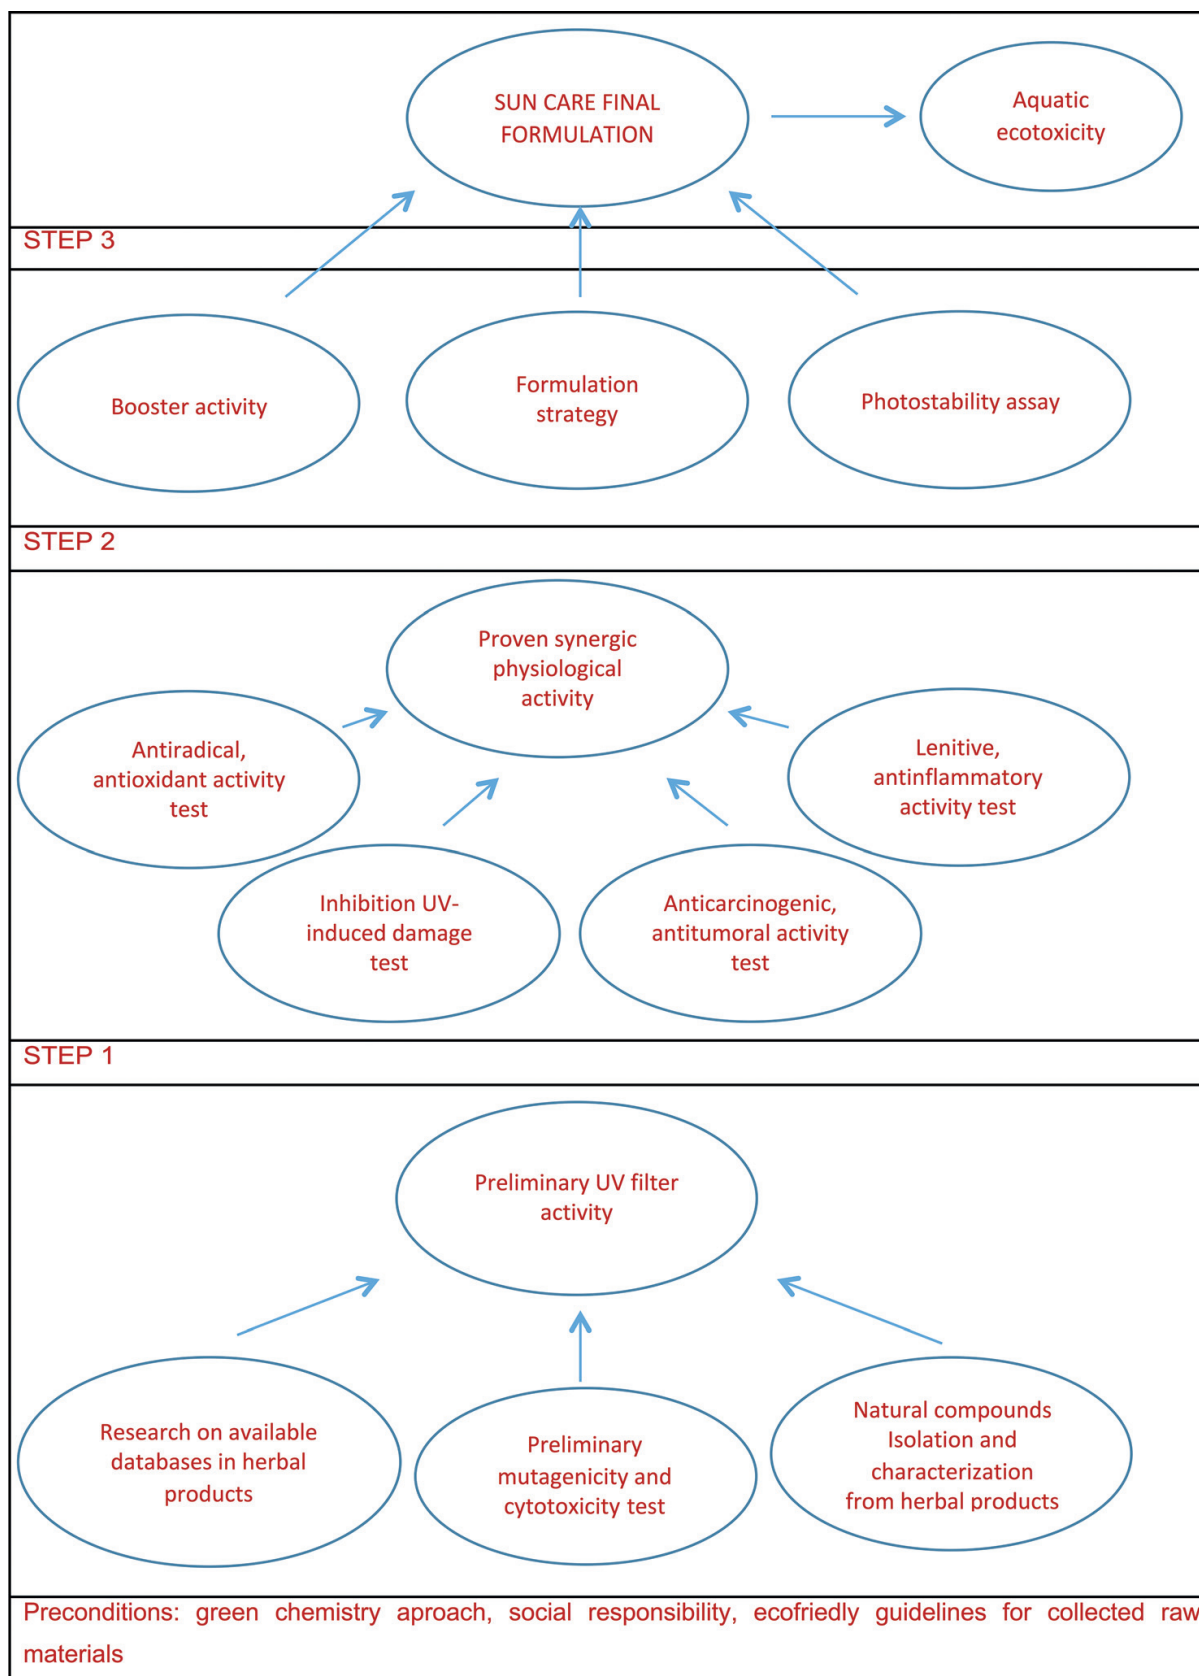 SUN CARE FINAL
FORMULATION
Aquatic
ecotoxicity
STEP 3
Booster activity
Formulation
strategy
Photostability assay
STEP 2
Proven synergic
physiological
activity
Antiradical,
antioxidant activity
test
Lenitive,
antinflammatory
activity test
Inhibition UV-
induced damage
test
Anticarcinogenic,
antitumoral activity
test
STEP 1
Preliminary UV filter
activity
Research on available
databases in herbal
products
Preliminary
mutagenicity and
cytotoxicity test
Natural compounds
Isolation and
characterization
from herbal products
Preconditions: green chemistry aproach, social responsibility, ecofriedly guidelines for collected raw
materials